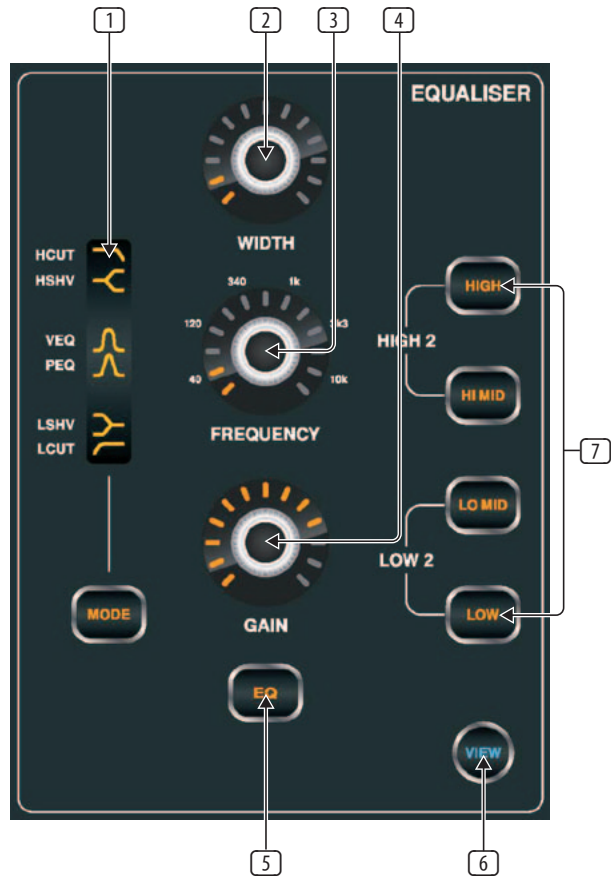 1
2
3
4
EQUALISER
WIDTH
HCUT
HSHV
VEQ
PEQ
LSHV
LCUT
340
1k
120
3k3
40
10k
FREQUENCY
HIGH
HIGH 2
HI MID
7
LO MID
LOW 2
LOW
MODE
GAIN
EQ
VIEW
5
6